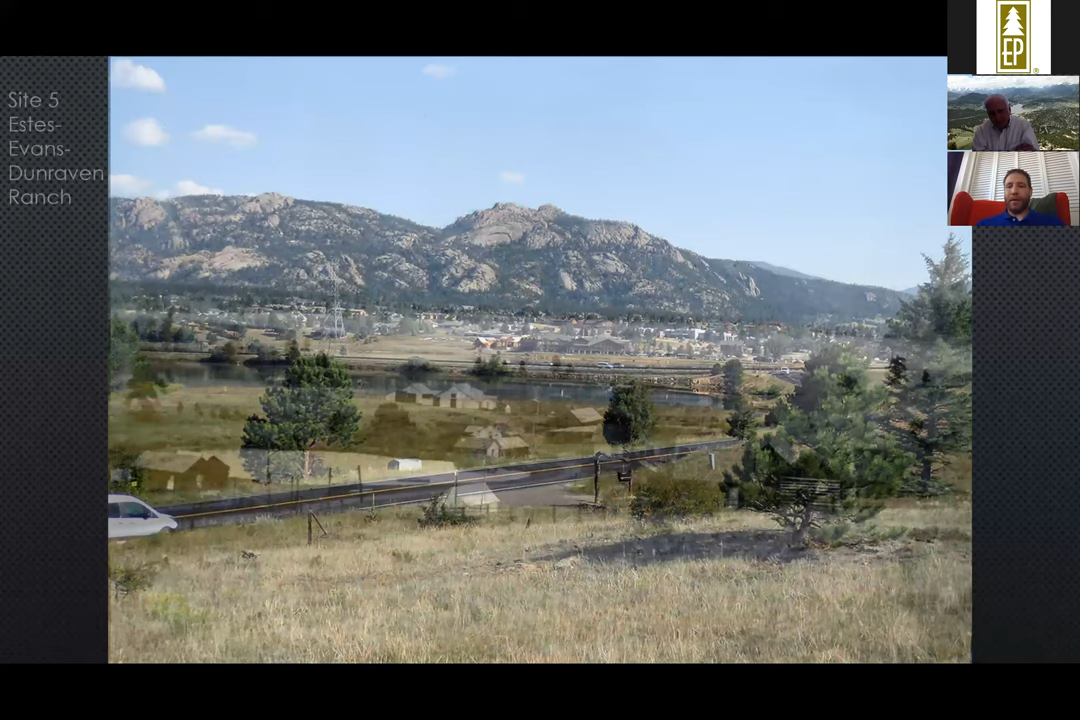 Site 5
Estes-
Evans-
Dunraven
Ranch
EP